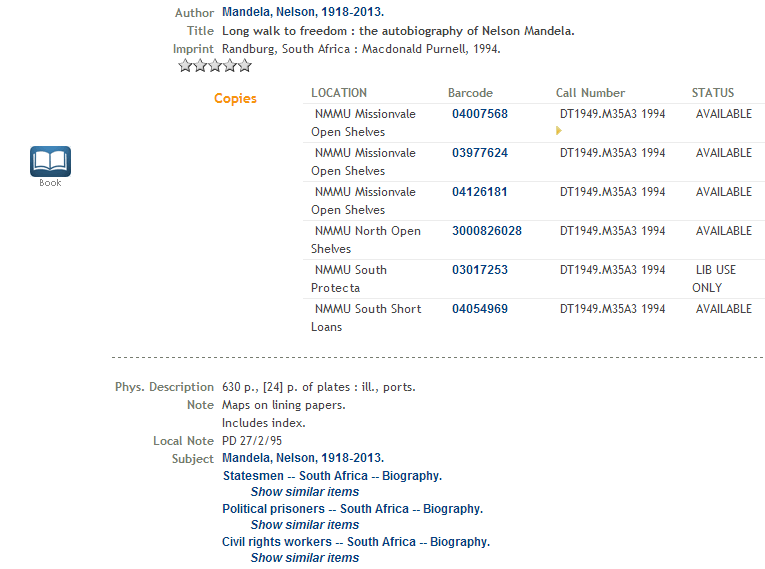 Author Mandela, Nelson, 1918-2013.
Title Long walk to freedom : the autobiography of Nelson Mandela.
Imprint Randburg, South Africa : Macdonald Purnell, 1994.
Copies
LOCATION Barcode Call Number STATUS
NMMU Missionvale 04007568 DT1949.M35A3 1994 AVAILABLE
Open Shelves
NMMU Missionvale 03977624 DT1949.M35A3 1994 AVAILABLE
Open Shelves
NMMU Missionvale 04126181 DT1949.M35A3 1994 AVAILABLE
Open Shelves
NMMU North Open 3000826028 DT1949.M35A3 1994 AVAILABLE
Shelves
NMMU South 03017253 DT1949.M35A3 1994 LIB USE
Protecta ONLY
NMMU South Short 04054969 DT1949.M35A3 1994 AVAILABLE
Loans
Book
Phys. Description 630 p., [24] p. of plates : ill., ports.
Note Maps on lining papers.
Includes index.
Local Note PD 27/2/95
Subject Mandela, Nelson, 1918-2013.
Statesmen -- South Africa -- Biography.
Show similar items
Political prisoners -- South Africa -- Biography.
Show similar items
Civil rights workers -- South Africa -- Biography.
Show similar items